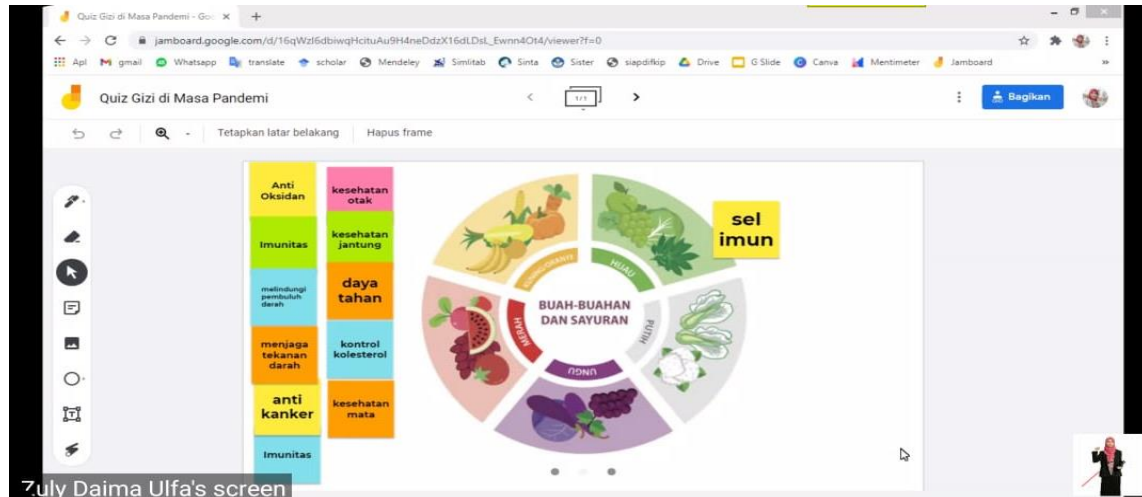 Quiz Gizi di Masa Pandemi - Goo
jamboard.google.com/d/16qWzI6dbiwqHcituAu9H4neDdzX16dLDsL_Ewnn4Ot4/viewer?f=0
Apl gmail Whatsapp translate scholar Mendeley Simlitab Sinta Sister siapdifkip Drive G Slide Canva Mentimeter Jamboard
Quiz Gizi di Masa Pandemi
1/1
Bagikan
Tetapkan latar belakang Hapus frame
Anti
Oksidan
kesehatan
otak
Imunitas
kesehatan
jantung
melindungi
pembuluh
darah
daya
tahan
menjaga
tekanan
darah
kontrol
kolesterol
anti
kanker
kesehatan
mata
Imunitas
KUNING-ORANYE
HIJAU
sel
imun
BUAH-BUAHAN
DAN SAYURAN
MERAH
PUTIH
UNGU
Zuly Daima Ulfa's screen